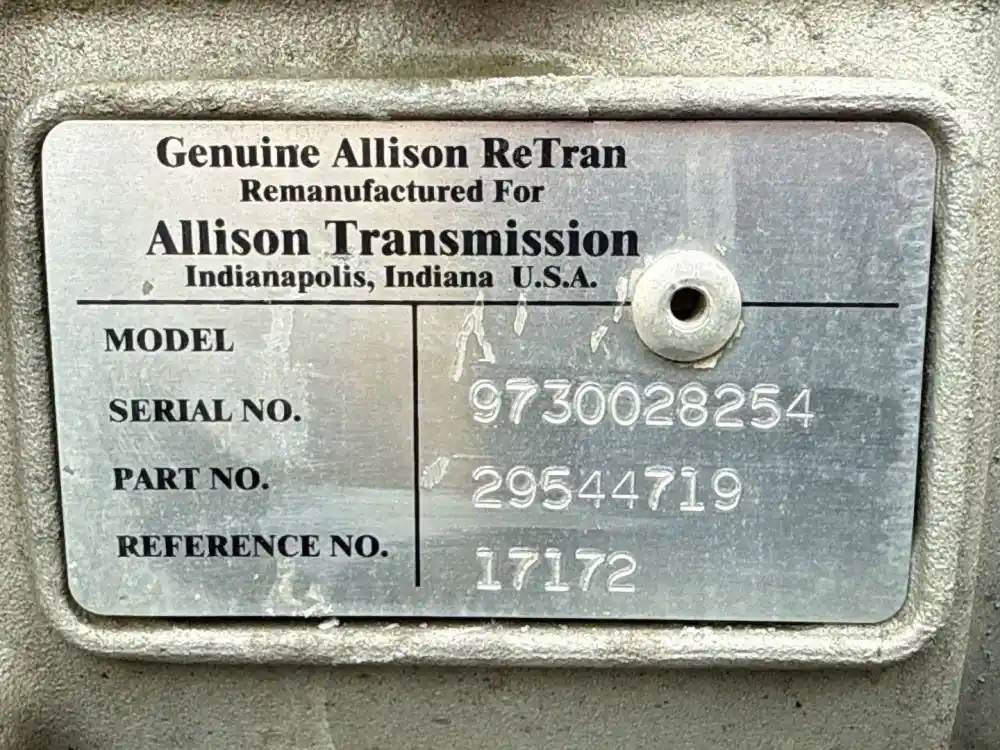 Genuine Allison ReTran
Remanufactured For
Allison Transmission
Indianapolis, Indiana U.S.A.
MODEL
SERIAL NO. 9730028254
PART NO. 29544719
REFERENCE NO. 17172